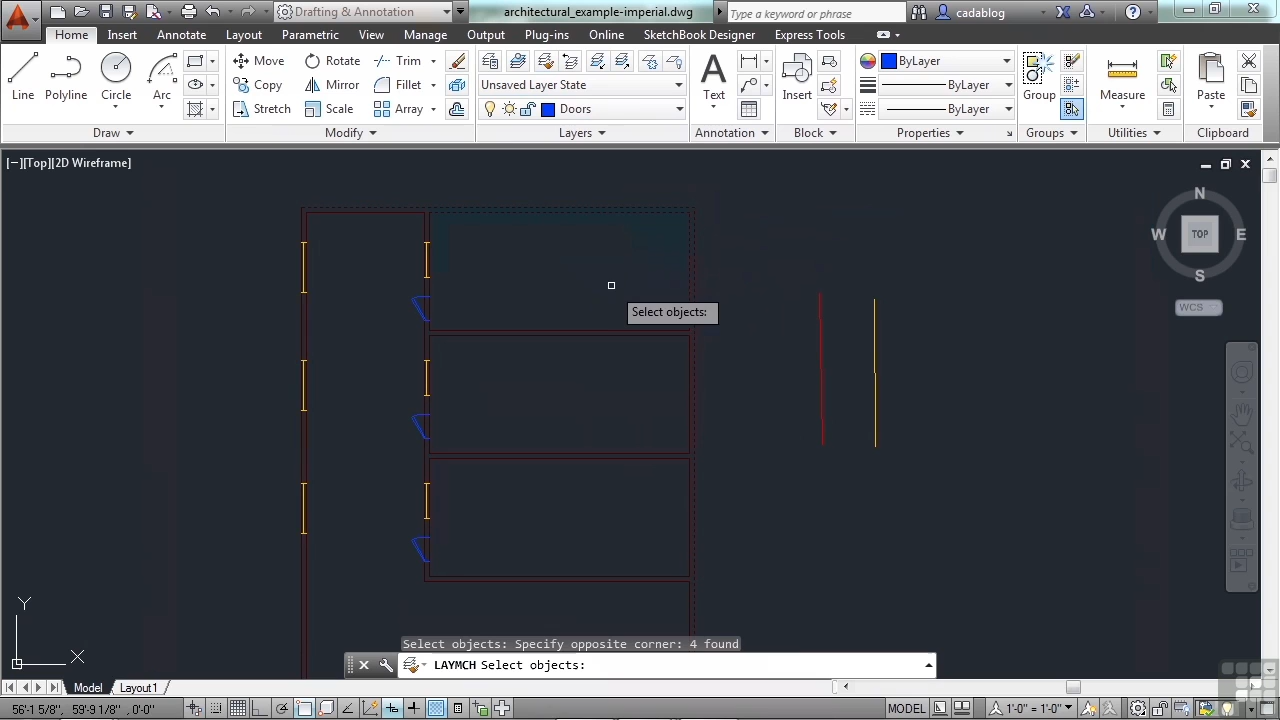 Drafting & Annotation
architectural_example-imperial.dwg
Type a keyword or phrase
cadablog
Home Insert Annotate Layout Parametric View Manage Output Plug-ins Online SketchBook Designer Express Tools
Line
Polyline
Circle
Arc
Draw
Move
Rotate
Trim
Copy
Mirror
Fillet
Stretch
Scale
Array
Modify
Unsaved Layer State
Doors
Layers
Text
Annotation
Insert
Block
ByLayer
ByLayer
ByLayer
Properties
Group
Groups
Measure
Utilities
Paste
Clipboard
[−][Top][2D Wireframe]
N
W
TOP
E
S
WCS
Select objects:
Y
X
Select objects: Specify opposite corner: 4 found
LAYMCH Select objects:
Model
Layout1
56'-1 5/8", 59'-9 1/8" , 0'-0"
MODEL
1'-0" = 1'-0"